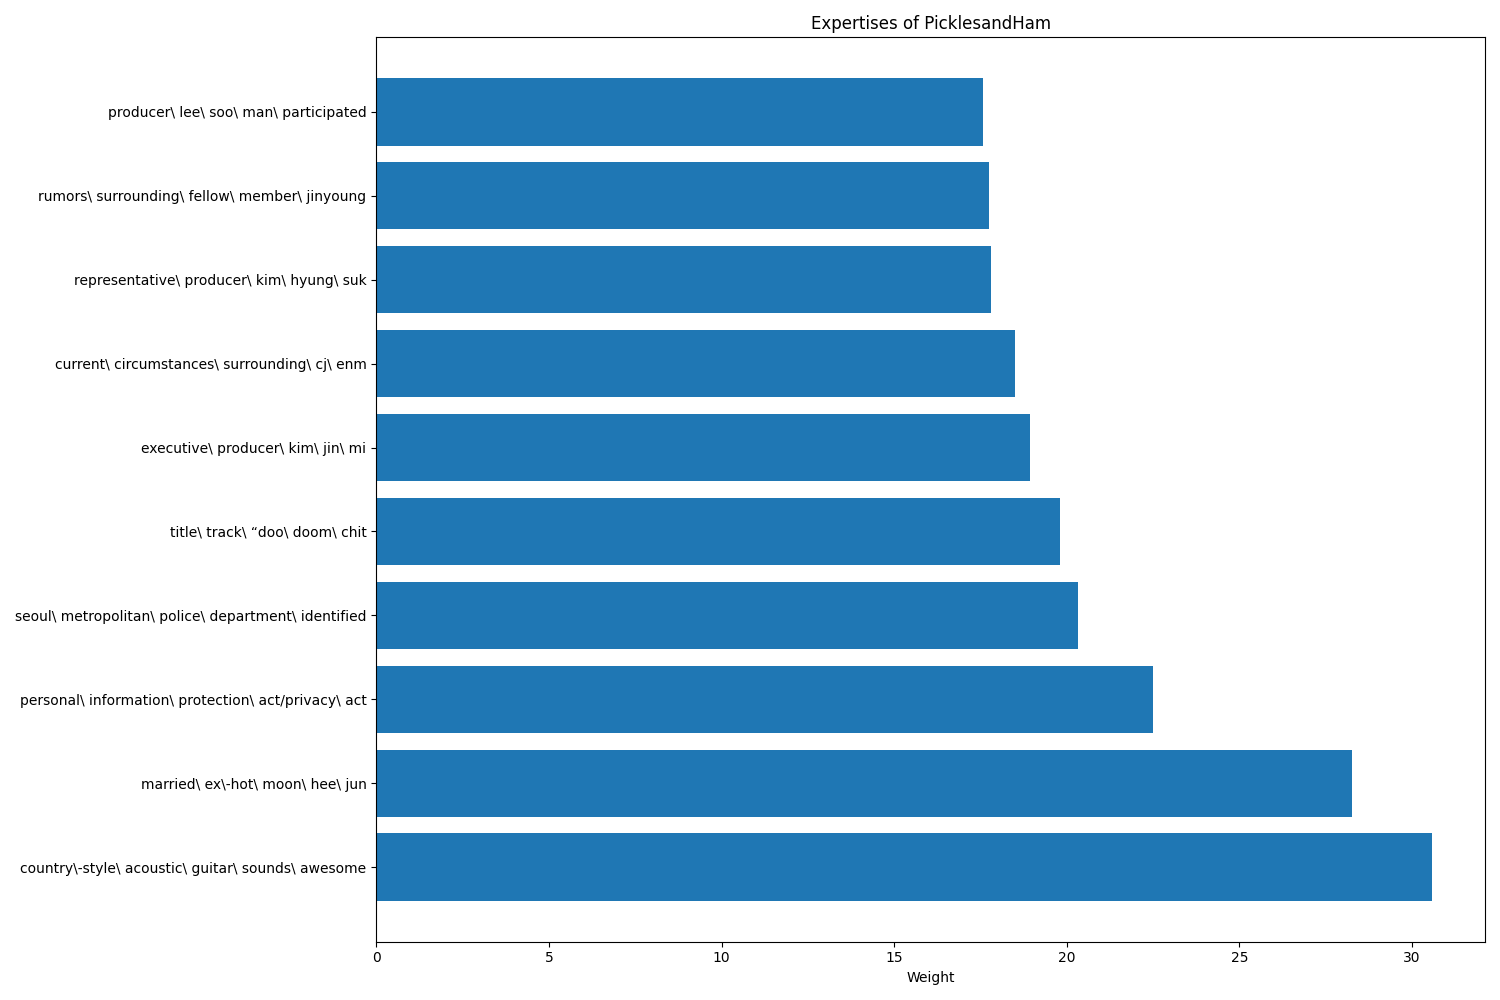 Expertises of PicklesandHam
producer\ lee\ soo\ man\ participated
rumors\ surrounding\ fellow\ member\ jinyoung
representative\ producer\ kim\ hyung\ suk
current\ circumstances\ surrounding\ cj\ enm
executive\ producer\ kim\ jin\ mi
title\ track\ “doo\ doom\ chit
seoul\ metropolitan\ police\ department\ identified
personal\ information\ protection\ act/privacy\ act
married\ ex\-hot\ moon\ hee\ jun
country\-style\ acoustic\ guitar\ sounds\ awesome
0 5 10 15 20 25 30
Weight